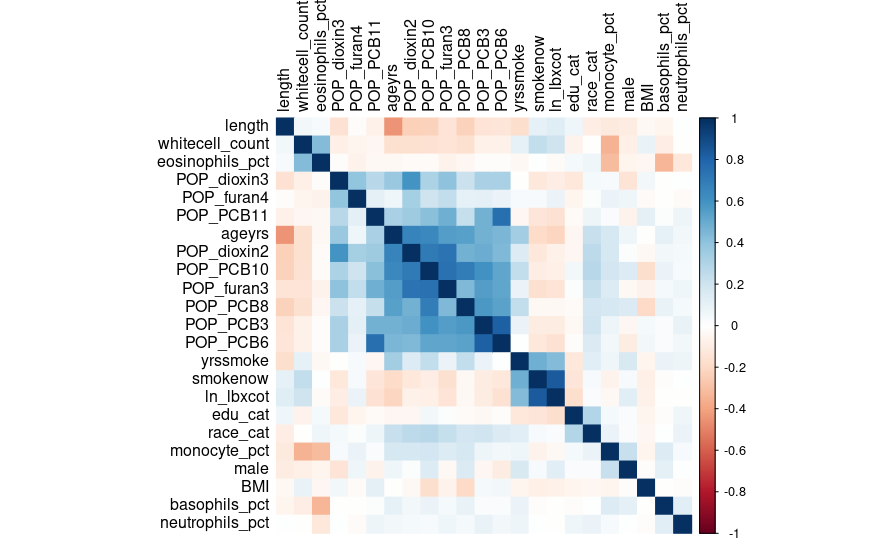 length
whitecell_count
eosinophils_pct
POP_dioxin3
POP_furan4
POP_PCB11
ageyrs
POP_dioxin2
POP_PCB10
POP_furan3
POP_PCB8
POP_PCB3
POP_PCB6
yrssmoke
smokenow
ln_lbxcot
edu_cat
race_cat
monocyte_pct
male
BMI
basophils_pct
neutrophils_pct
length
whitecell_count
eosinophils_pct
POP_dioxin3
POP_furan4
POP_PCB11
ageyrs
POP_dioxin2
POP_PCB10
POP_furan3
POP_PCB8
POP_PCB3
POP_PCB6
yrssmoke
smokenow
ln_lbxcot
edu_cat
race_cat
monocyte_pct
male
BMI
basophils_pct
neutrophils_pct
1
0.8
0.6
0.4
0.2
0
-0.2
-0.4
-0.6
-0.8
-1